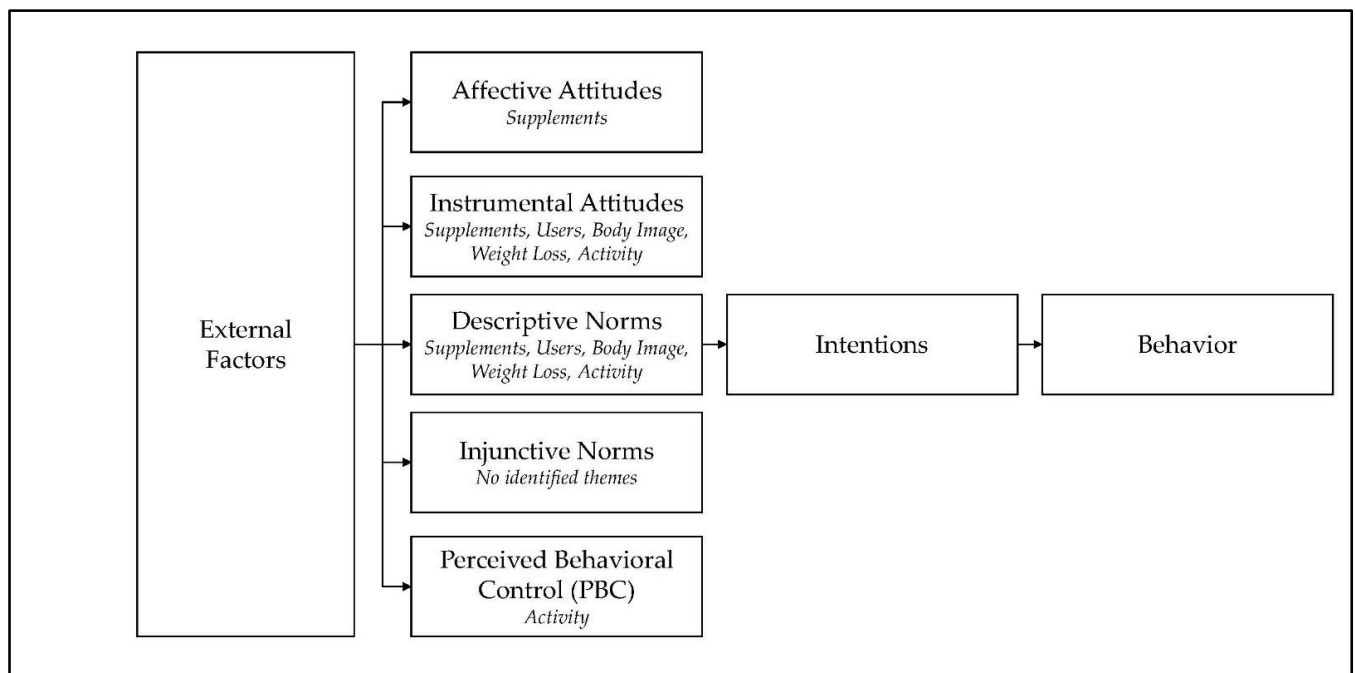 External
Factors
Affective Attitudes
Supplements
Instrumental Attitudes
Supplements, Users, Body Image,
Weight Loss, Activity
Descriptive Norms
Supplements, Users, Body Image,
Weight Loss, Activity
Injunctive Norms
No identified themes
Perceived Behavioral
Control (PBC)
Activity
Intentions
Behavior